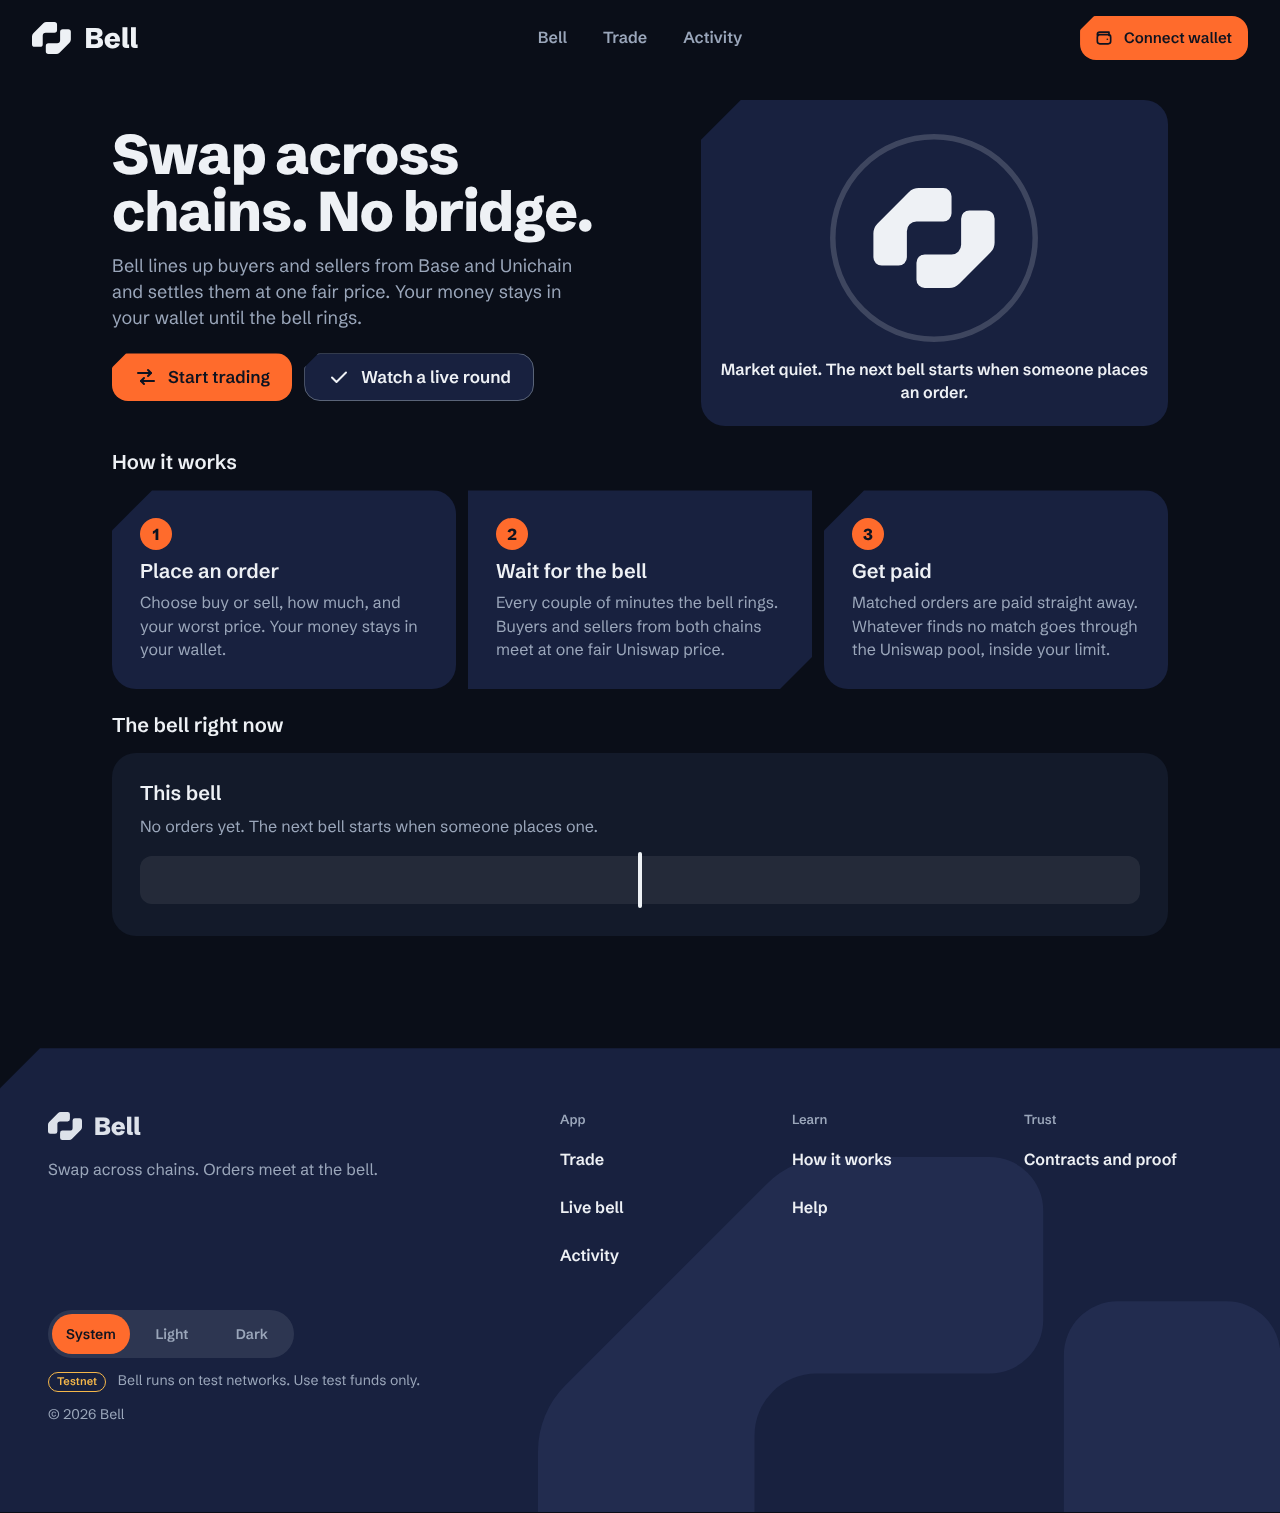 Bell
Bell
Trade
Activity
Connect wallet
Swap across
chains. No bridge.
Bell lines up buyers and sellers from Base and Unichain
and settles them at one fair price. Your money stays in
your wallet until the bell rings.
Start trading
Watch a live round
Market quiet. The next bell starts when someone places
an order.
How it works
1
Place an order
Choose buy or sell, how much, and
your worst price. Your money stays in
your wallet.
2
Wait for the bell
Every couple of minutes the bell rings.
Buyers and sellers from both chains
meet at one fair Uniswap price.
3
Get paid
Matched orders are paid straight away.
Whatever finds no match goes through
the Uniswap pool, inside your limit.
The bell right now
This bell
No orders yet. The next bell starts when someone places one.
Bell
Swap across chains. Orders meet at the bell.
App
Trade
Live bell
Activity
Learn
How it works
Help
Trust
Contracts and proof
System
Light
Dark
Testnet
Bell runs on test networks. Use test funds only.
© 2026 Bell